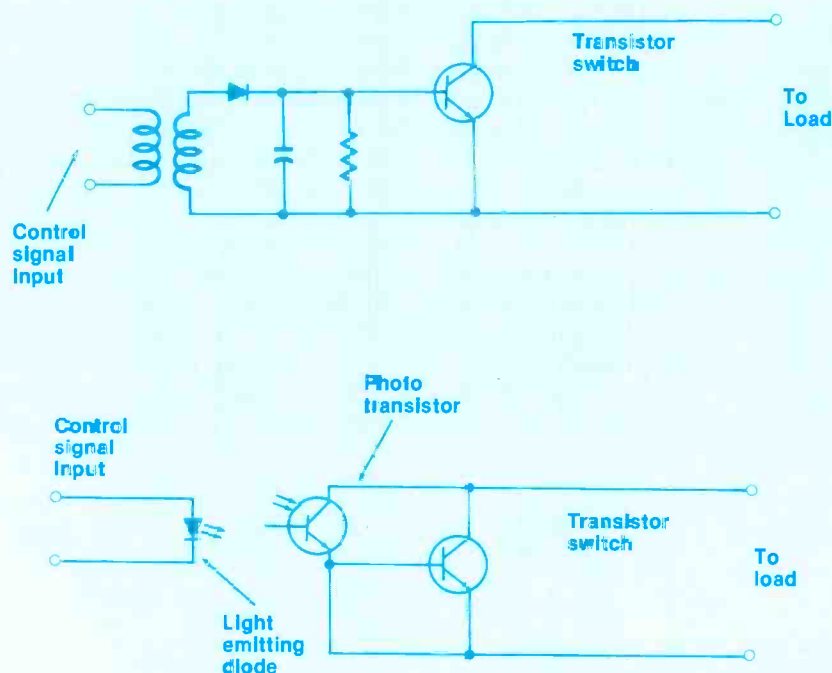 Transistor
switch
To
Load
Control
signal
Input
Photo
transistor
Control
signal
Input
Transistor
switch
To
load
Light
emitting
diode